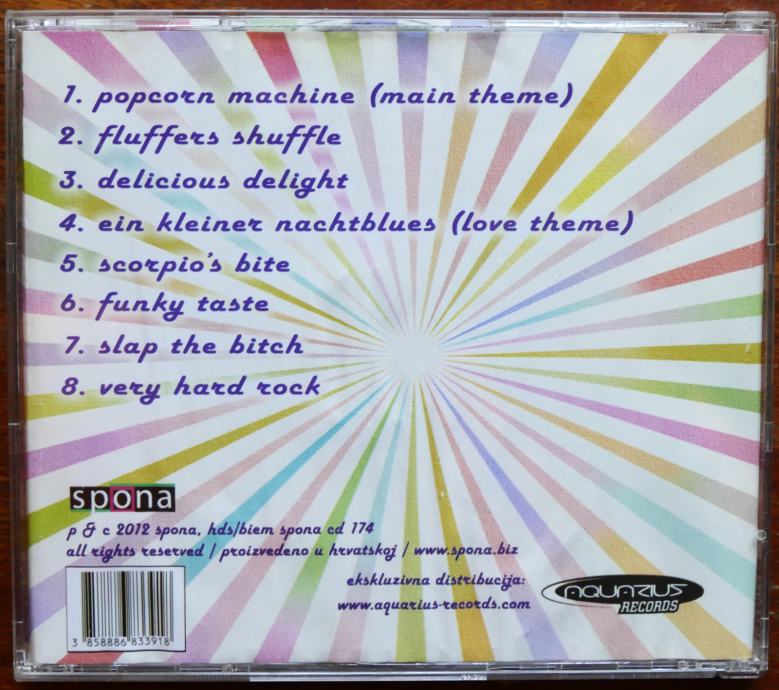 1. popcorn machine (main theme)
2. fluffers shuffle
3. delicious delight
4. ein kleiner nachtblues (love theme)
5. scorpio's bite
6. funky taste
7. slap the bitch
8. very hard rock
spona
p & c 2012 spona, hds/biem spona cd 174
all rights reserved / proizvedeno u hrvatskoj / www.spona.biz
ekskluzivna distribucija:
www.aquarius-records.com
AQUARIUS
RECORDS
3 858886 833918